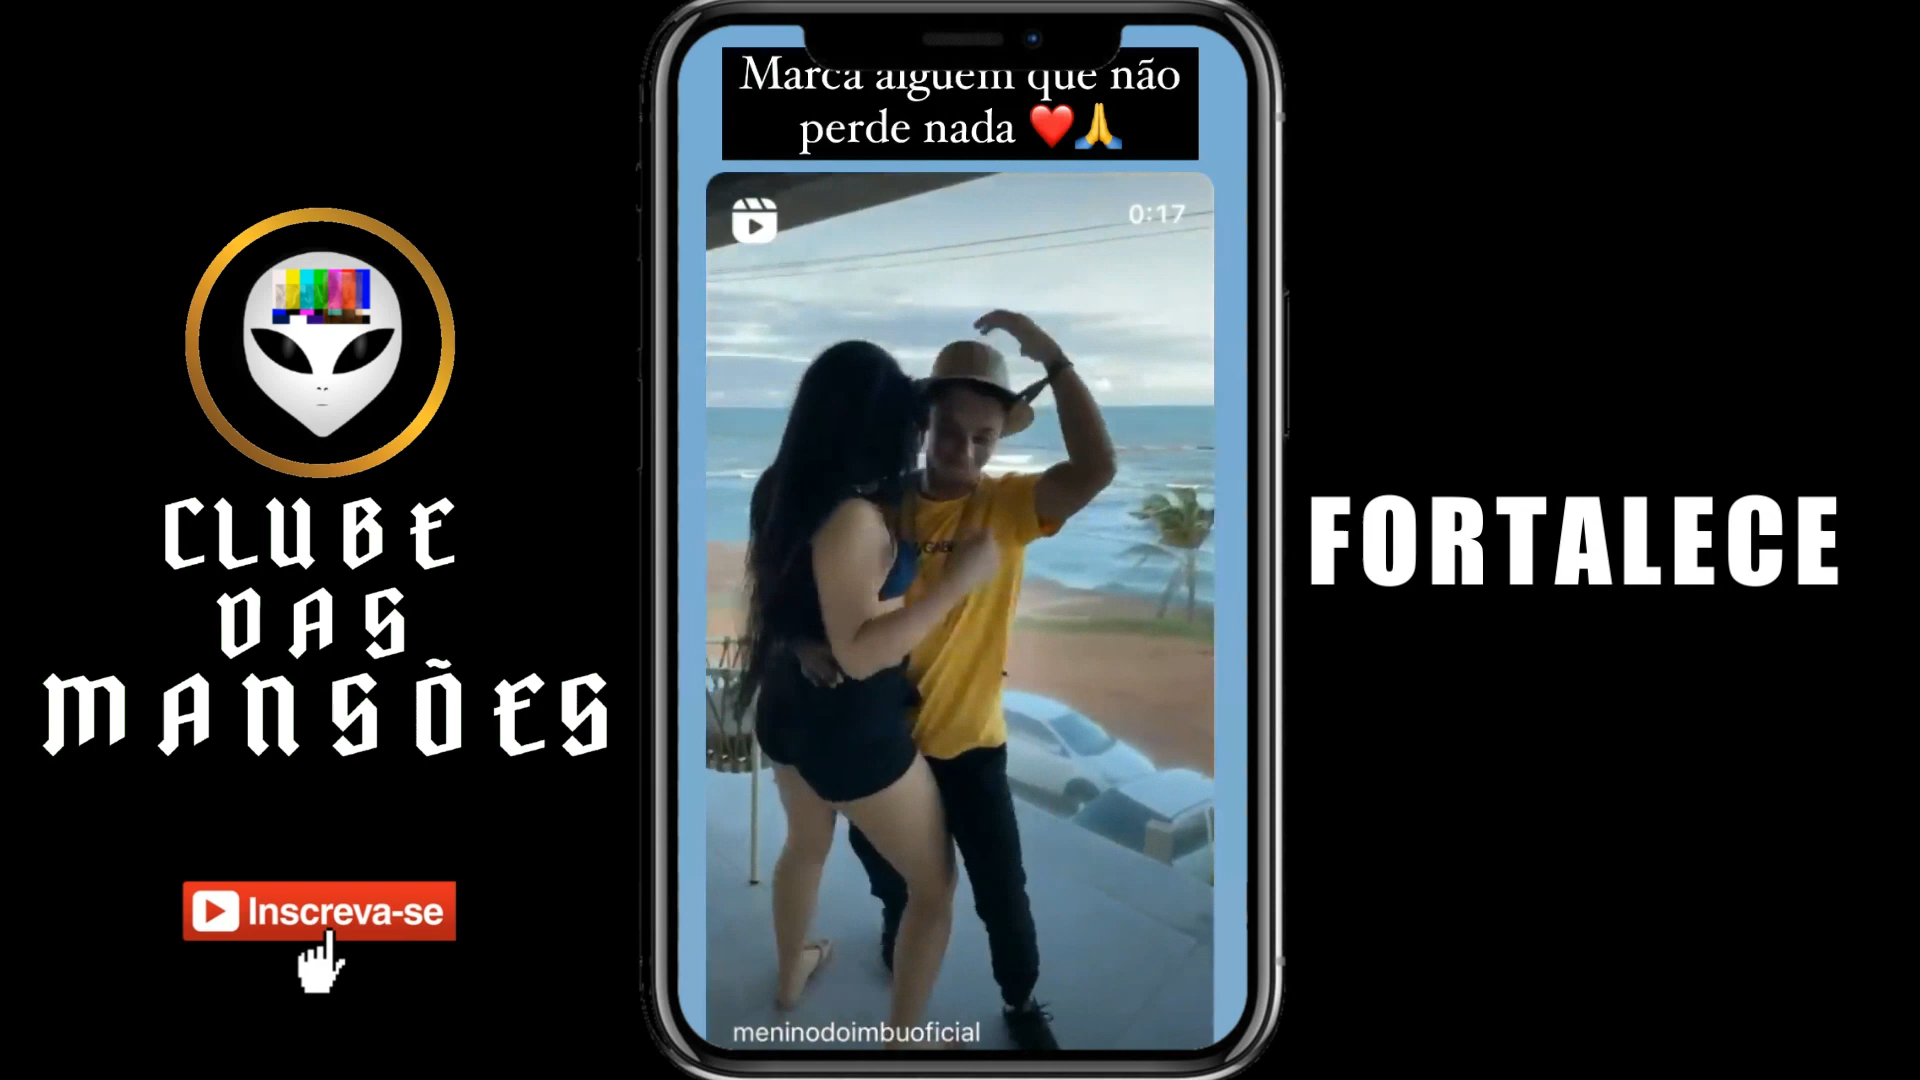 Marca alguém que não
perde nada ❤️🙏
0:17
CLUBE
DAS
MANSÕES
FORTALECE
Inscreva-se
meninodoimbuoficial